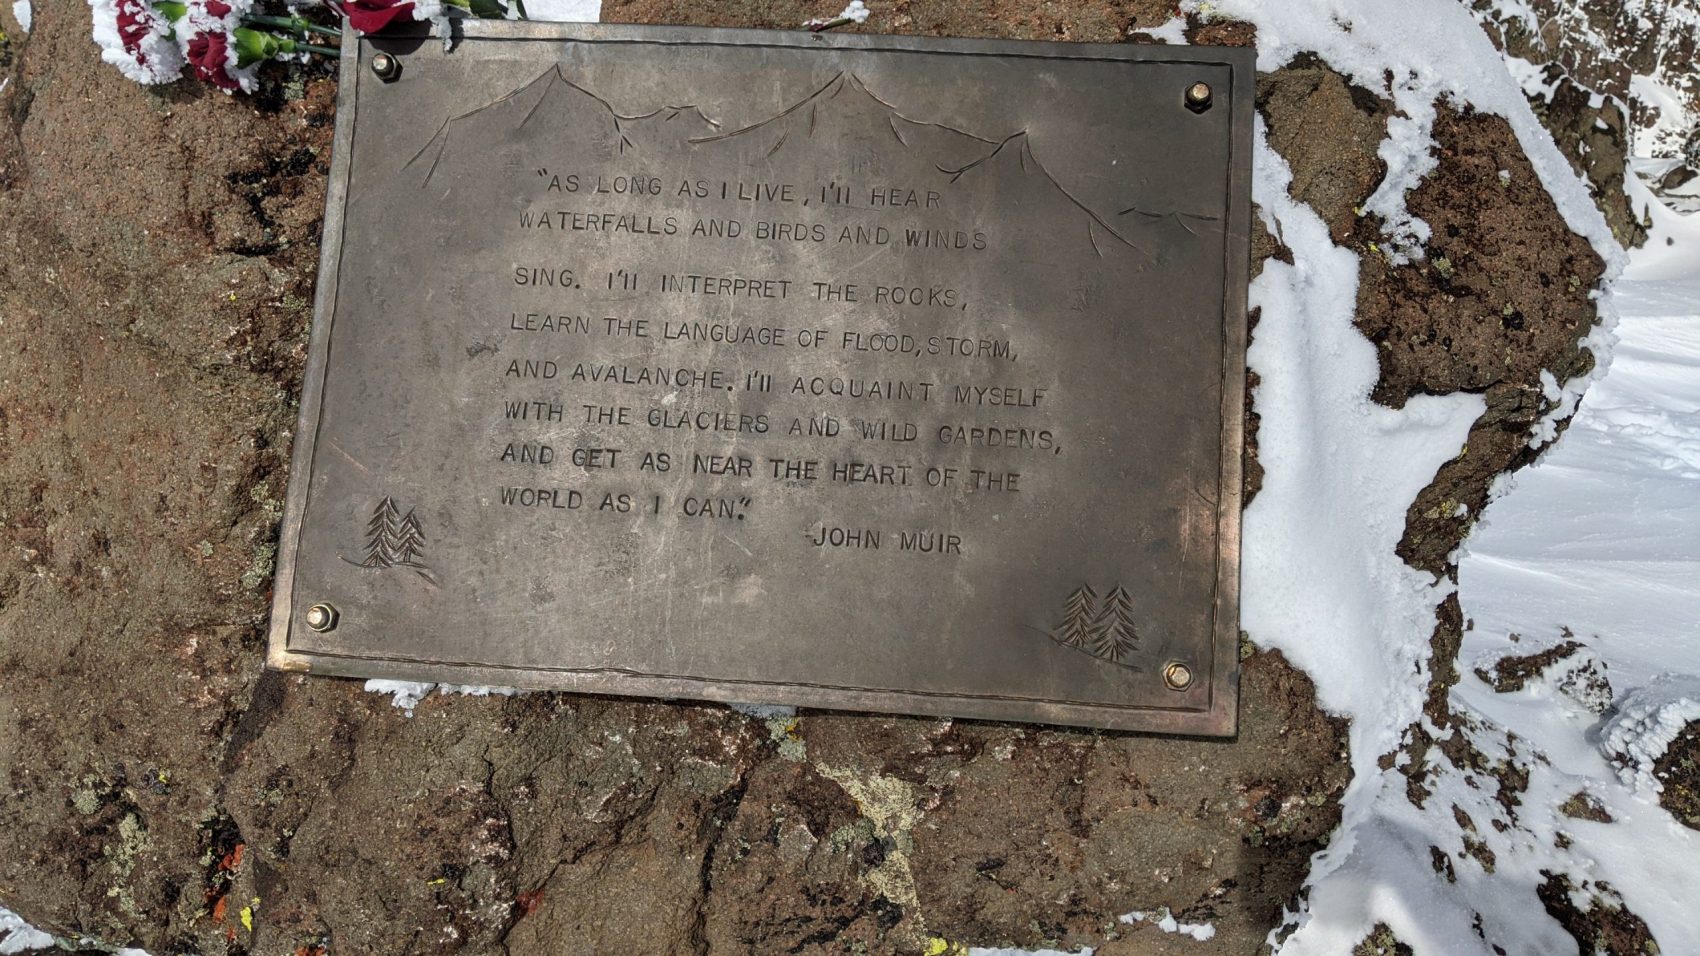 "AS LONG AS I LIVE, I'll HEAR
WATERFALLS AND BIRDS AND WINDS
SING. I'll INTERPRET THE ROCKS,
LEARN THE LANGUAGE OF FLOOD, STORM,
AND AVALANCHE. I'll ACQUAINT MYSELF
WITH THE GLACIERS AND WILD GARDENS,
AND GET AS NEAR THE HEART OF THE
WORLD AS I CAN."
-JOHN MUIR